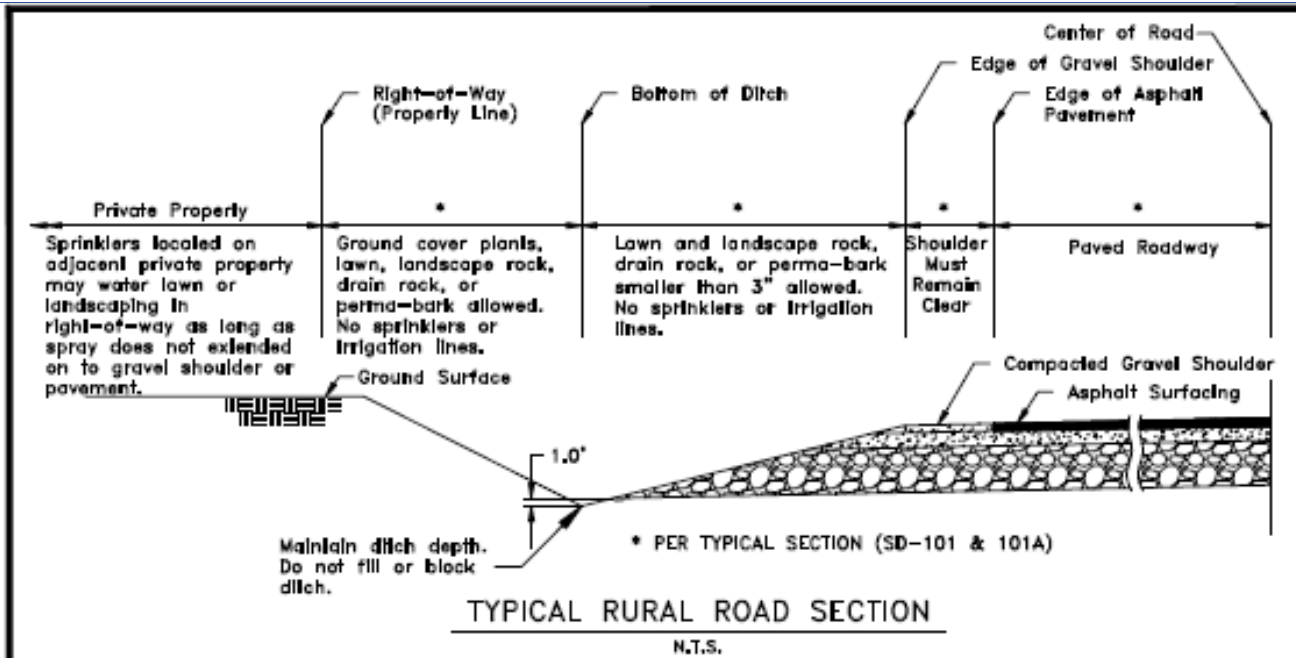 Center of Road
Edge of Gravel Shoulder
Right-of-Way
(Property Line)
Bottom of Ditch
Edge of Asphalt
Pavement
Private Property
*
*
*
*
Sprinklers located on
adjacent private property
may water lawn or
landscaping in
right-of-way as long as
spray does not extended
on to gravel shoulder or
pavement.
Ground cover plants,
lawn, landscape rock,
drain rock, or
perma-bark allowed.
No sprinklers or
irrigation lines.
Lawn and landscape rock,
drain rock, or perma-bark
smaller than 3" allowed.
No sprinklers or irrigation
lines.
Shoulder
Must
Remain
Clear
Paved Roadway
Ground Surface
Compacted Gravel Shoulder
Asphalt Surfacing
1.0'
Maintain ditch depth.
Do not fill or block
ditch.
* PER TYPICAL SECTION (SD-101 & 101A)
TYPICAL RURAL ROAD SECTION
N.T.S.